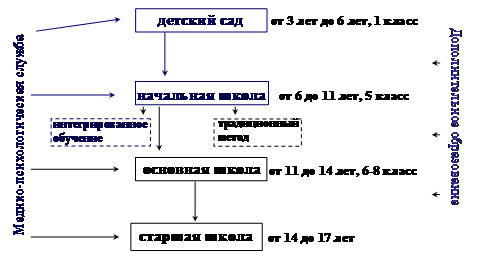 детский сад
от 3 лет до 6 лет, 1 класс
начальная школа
от 6 до 11 лет, 5 класс
интегрированное
обучение
традиционный
метод
основная школа
от 11 до 14 лет, 6-8 класс
старшая школа
от 14 до 17 лет
Медико-психологическая служба
Дополнительное образование